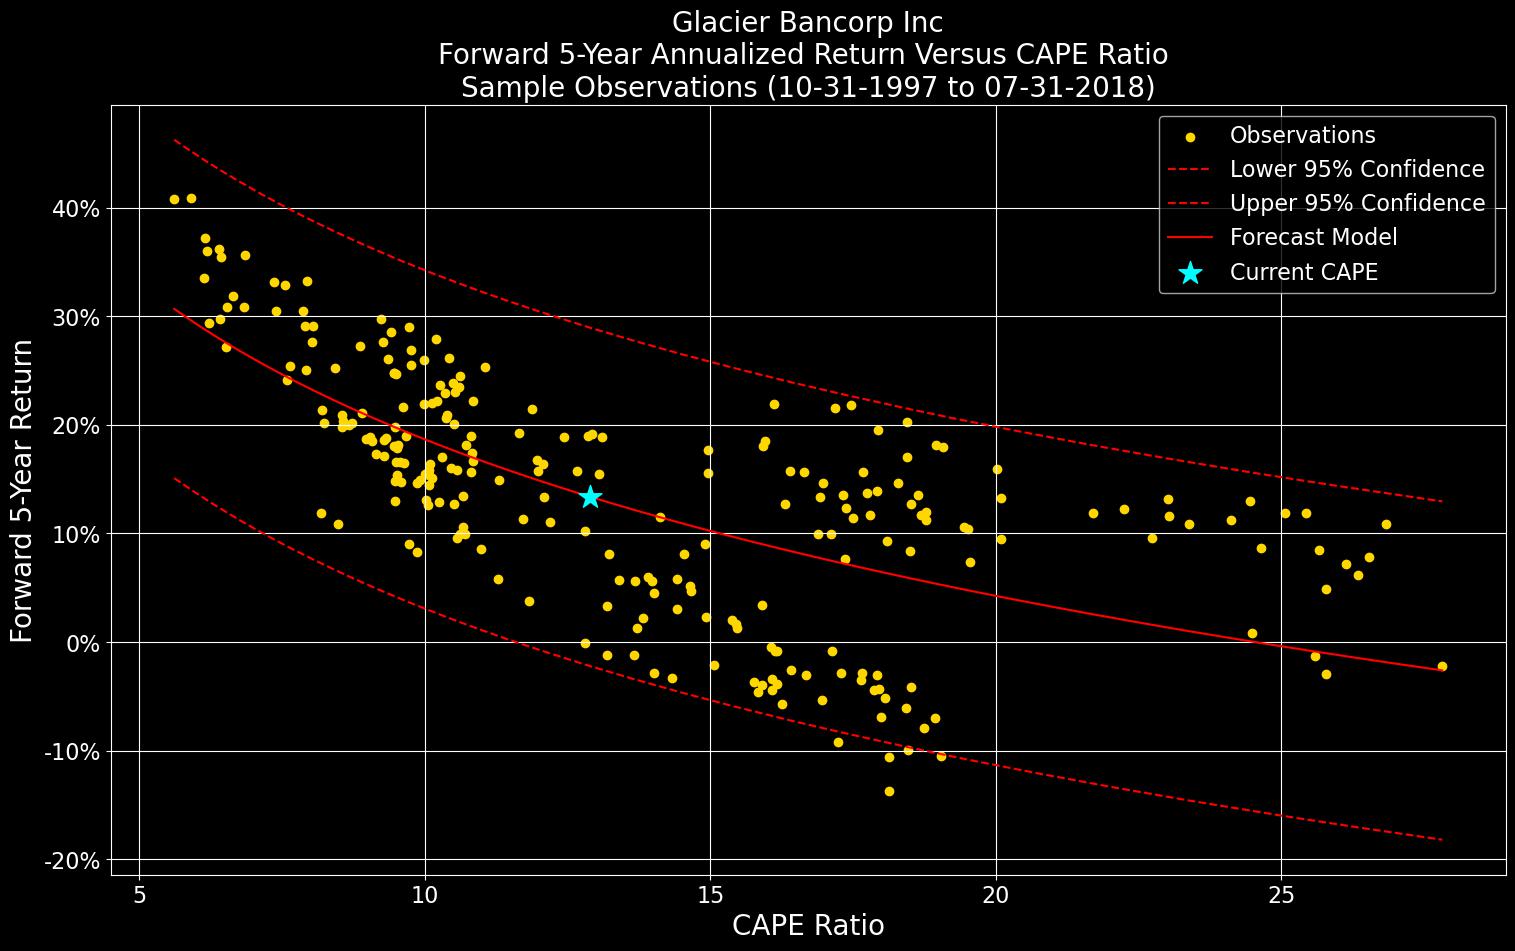 Glacier Bancorp Inc
Forward 5-Year Annualized Return Versus CAPE Ratio
Sample Observations (10-31-1997 to 07-31-2018)
Observations
Lower 95% Confidence
Upper 95% Confidence
Forecast Model
Current CAPE
Forward 5-Year Return
40%
30%
20%
10%
0%
-10%
-20%
5 10 15 20 25
CAPE Ratio